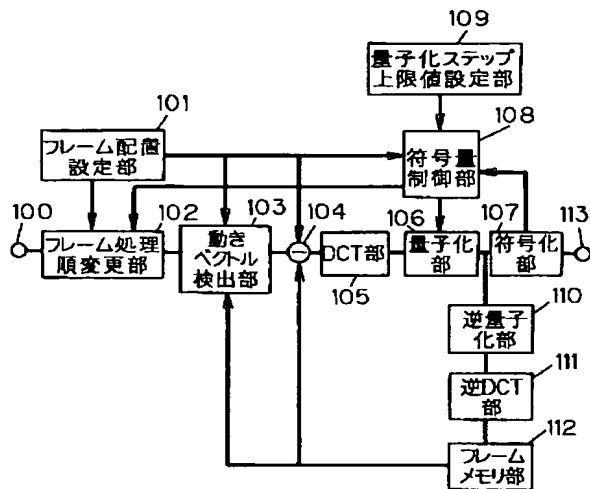 109
量子化ステップ
上限値設定部
101
フレーム配置
設定部
108
符号量
制御部
100
102
フレーム処理
順変更部
103
動き
ベクトル
検出部
104
DCT部
105
106
量子化
部
107
符号化
部
113
110
逆量子
化部
111
逆DCT
部
112
フレーム
メモリ部